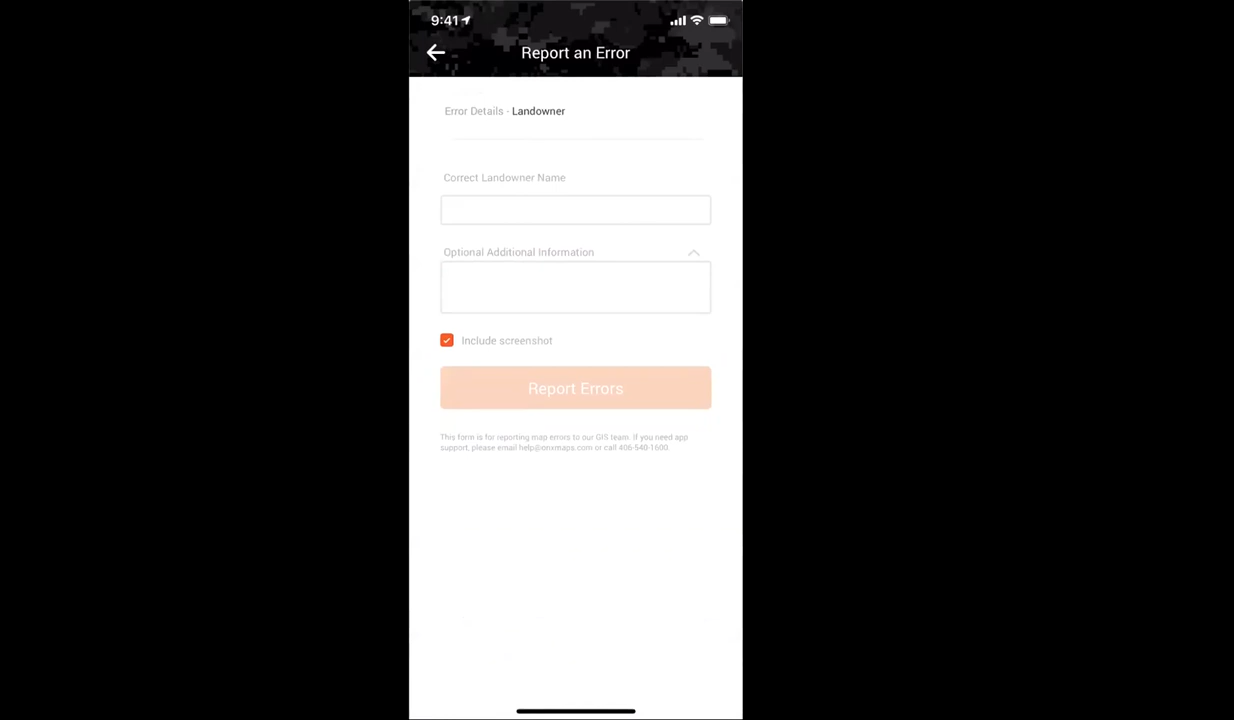 9:41
Report an Error
Error Details - Landowner
Correct Landowner Name
Optional Additional Information
Include screenshot
Report Errors
This form is for reporting map errors to our GIS team. If you need app
support, please email help@onxmaps.com or call 406-540-1600.